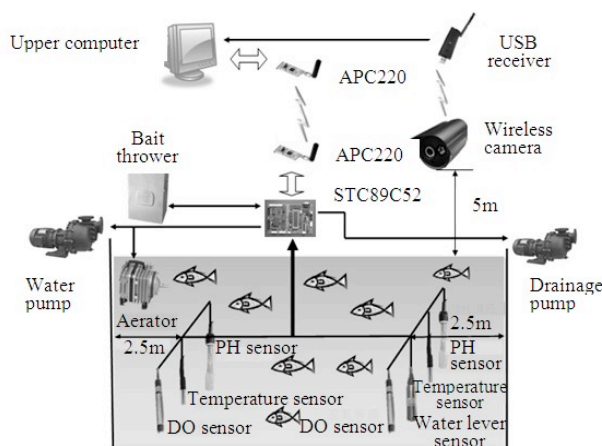 Upper computer
USB
receiver
APC220
Wireless
camera
Bait
thrower
APC220
STC89C52
5m
Water
pump
Drainage
pump
Aerator
2.5m
PH sensor
2.5m
PH
sensor
Temperature sensor
DO sensor
Temperature
sensor
DO sensor
Water lever
sensor